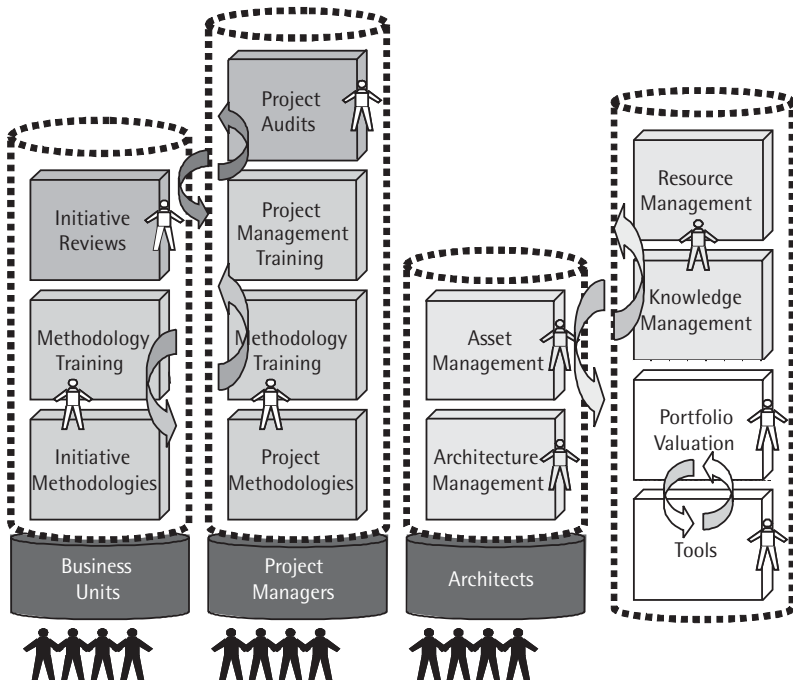 Initiative
Reviews
Methodology
Training
Initiative
Methodologies
Business
Units
Project
Audits
Project
Management
Training
Methodology
Training
Project
Methodologies
Project
Managers
Asset
Management
Architecture
Management
Architects
Resource
Management
Knowledge
Management
Portfolio
Valuation
Tools